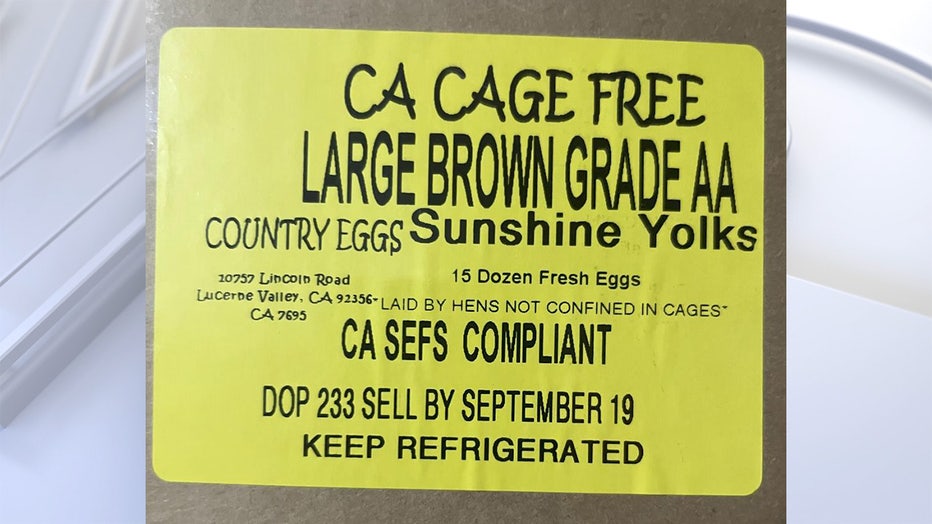 CA CAGE FREE
LARGE BROWN GRADE AA
COUNTRY EGGS Sunshine Yolks
10757 Lincoln Road
Lucerne Valley, CA 92356
CA 7695
15 Dozen Fresh Eggs
"LAID BY HENS NOT CONFINED IN CAGES"
CA SEFS COMPLIANT
DOP 233 SELL BY SEPTEMBER 19
KEEP REFRIGERATED